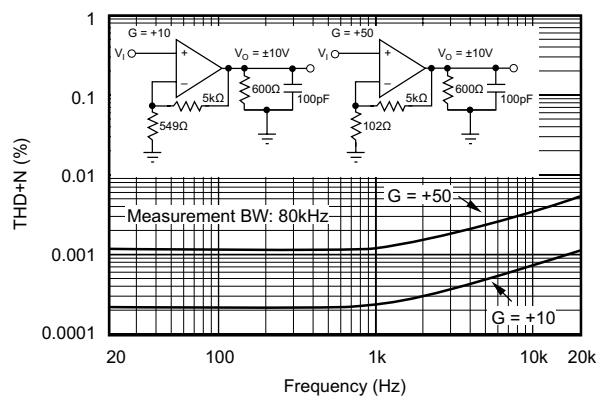 1
0.1
0.01
0.001
0.0001
THD+N (%)
G = +10
VI
+
–
VO = ±10V
5kΩ
600Ω
100pF
549Ω
G = +50
VI
+
–
VO = ±10V
5kΩ
600Ω
100pF
102Ω
Measurement BW: 80kHz
G = +50
G = +10
20
100
1k
10k
20k
Frequency (Hz)